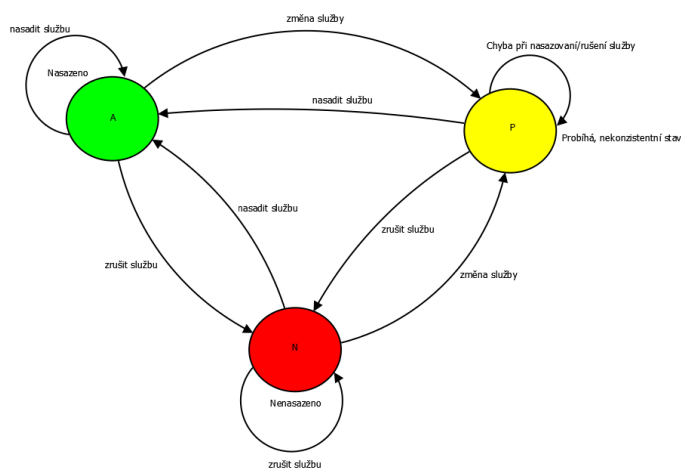 změna služby
nasadit službu
Chyba při nasazovaní/rušení služby
Nasazeno
nasadit službu
A
P
Probíhá, nekonzistentní stav
nasadit službu
zrušit službu
zrušit službu
změna služby
N
Nenasazeno
zrušit službu